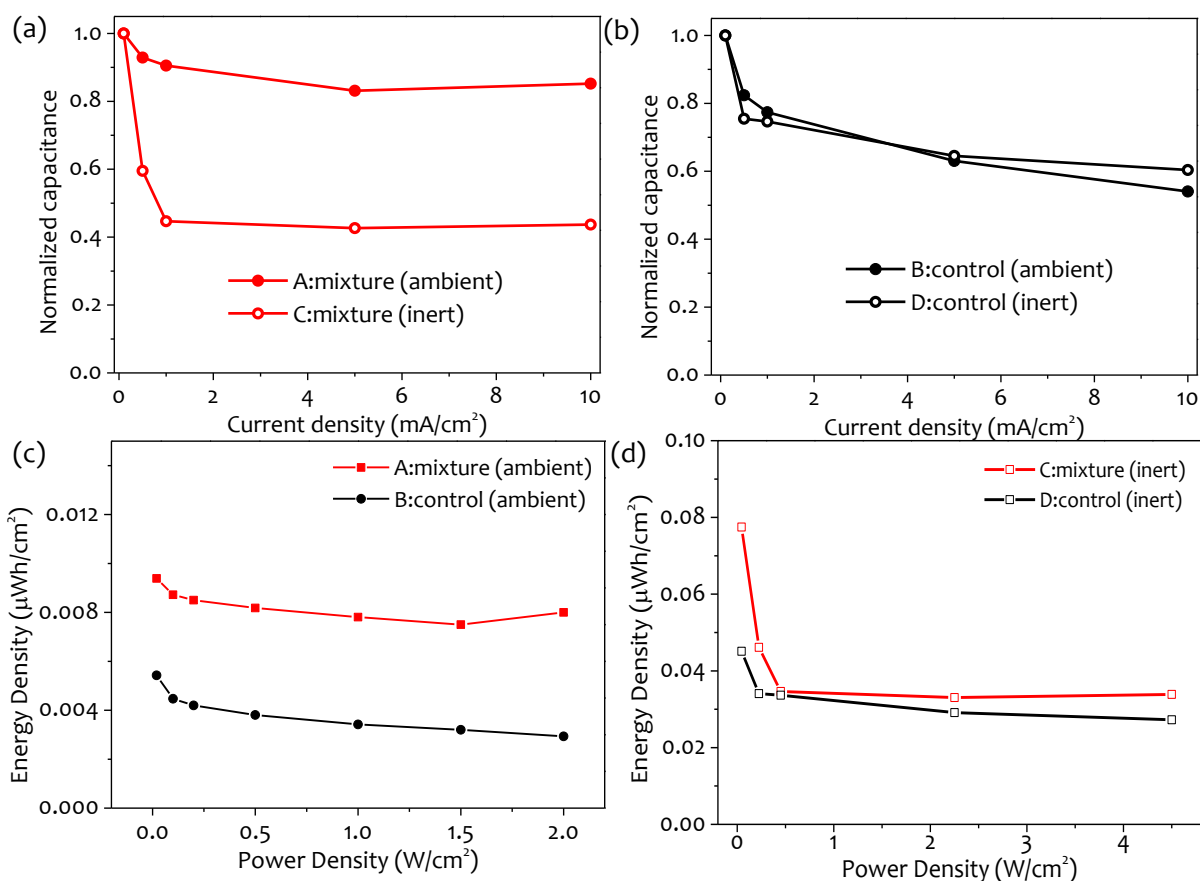 (a)
Normalized capacitance
1.0
0.8
0.6
0.4
0.2
0.0
A:mixture (ambient)
C:mixture (inert)
0 2 4 6 8 10
Current density (mA/cm²)
(b)
Normalized capacitance
1.0
0.8
0.6
0.4
0.2
0.0
B:control (ambient)
D:control (inert)
0 2 4 6 8 10
Current density (mA/cm²)
(c)
Energy Density (μWh/cm²)
0.012
0.008
0.004
0.000
A:mixture (ambient)
B:control (ambient)
0.0 0.5 1.0 1.5 2.0
Power Density (W/cm²)
(d)
Energy Density (μWh/cm²)
0.10
0.08
0.06
0.04
0.02
0.00
C:mixture (inert)
D:control (inert)
0 1 2 3 4
Power Density (W/cm²)